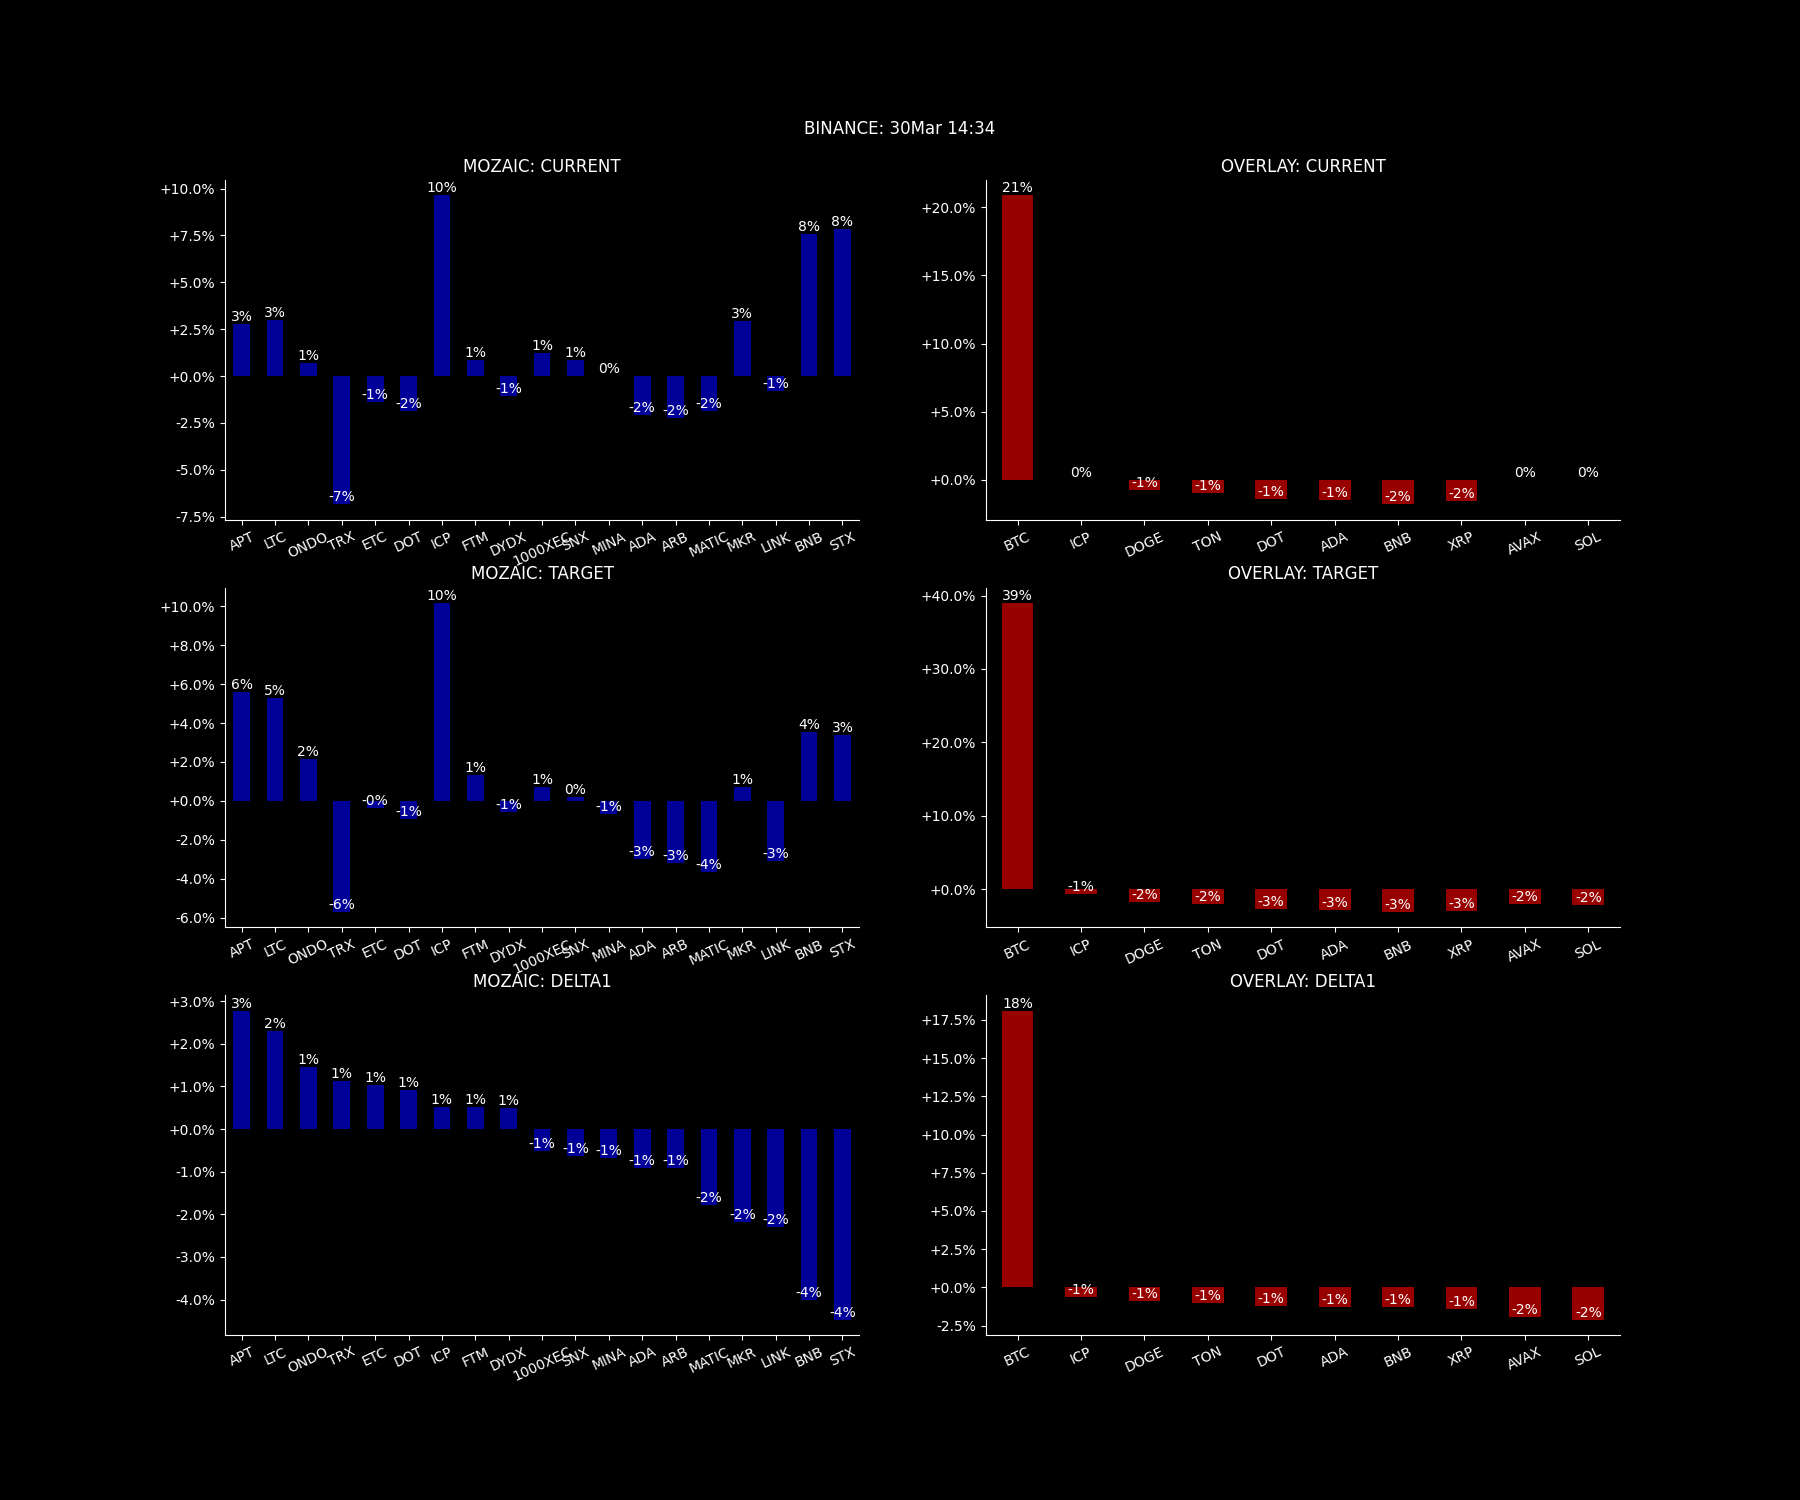 BINANCE: 30Mar 14:34
MOZAIC: CURRENT
+10.0%
+7.5%
+5.0%
+2.5%
+0.0%
-2.5%
-5.0%
-7.5%
3% 3% 1% -7% -1% -2% 10% 1% -1% 1% 1% 0% -2% -2% -2% 3% -1% 8% 8%
APT LTC ONDO TRX ETC DOT ICP FTM DYDX 1000XEC SNX MINA ADA ARB MATIC MKR LINK BNB STX
OVERLAY: CURRENT
+20.0%
+15.0%
+10.0%
+5.0%
+0.0%
21% 0% -1% -1% -1% -1% -2% -2% 0% 0%
BTC ICP DOGE TON DOT ADA BNB XRP AVAX SOL
MOZAIC: TARGET
+10.0%
+8.0%
+6.0%
+4.0%
+2.0%
+0.0%
-2.0%
-4.0%
-6.0%
6% 5% 2% -6% -0% -1% 10% 1% -1% 1% 0% -1% -3% -3% -4% 1% -3% 4% 3%
APT LTC ONDO TRX ETC DOT ICP FTM DYDX 1000XEC SNX MINA ADA ARB MATIC MKR LINK BNB STX
OVERLAY: TARGET
+40.0%
+30.0%
+20.0%
+10.0%
+0.0%
39% -1% -2% -2% -3% -3% -3% -3% -2% -2%
BTC ICP DOGE TON DOT ADA BNB XRP AVAX SOL
MOZAIC: DELTA1
+3.0%
+2.0%
+1.0%
+0.0%
-1.0%
-2.0%
-3.0%
-4.0%
3% 2% 1% 1% 1% 1% 1% 1% 1% -1% -1% -1% -1% -1% -2% -2% -2% -4% -4%
APT LTC ONDO TRX ETC DOT ICP FTM DYDX 1000XEC SNX MINA ADA ARB MATIC MKR LINK BNB STX
OVERLAY: DELTA1
+17.5%
+15.0%
+12.5%
+10.0%
+7.5%
+5.0%
+2.5%
+0.0%
-2.5%
18% -1% -1% -1% -1% -1% -1% -1% -2% -2%
BTC ICP DOGE TON DOT ADA BNB XRP AVAX SOL